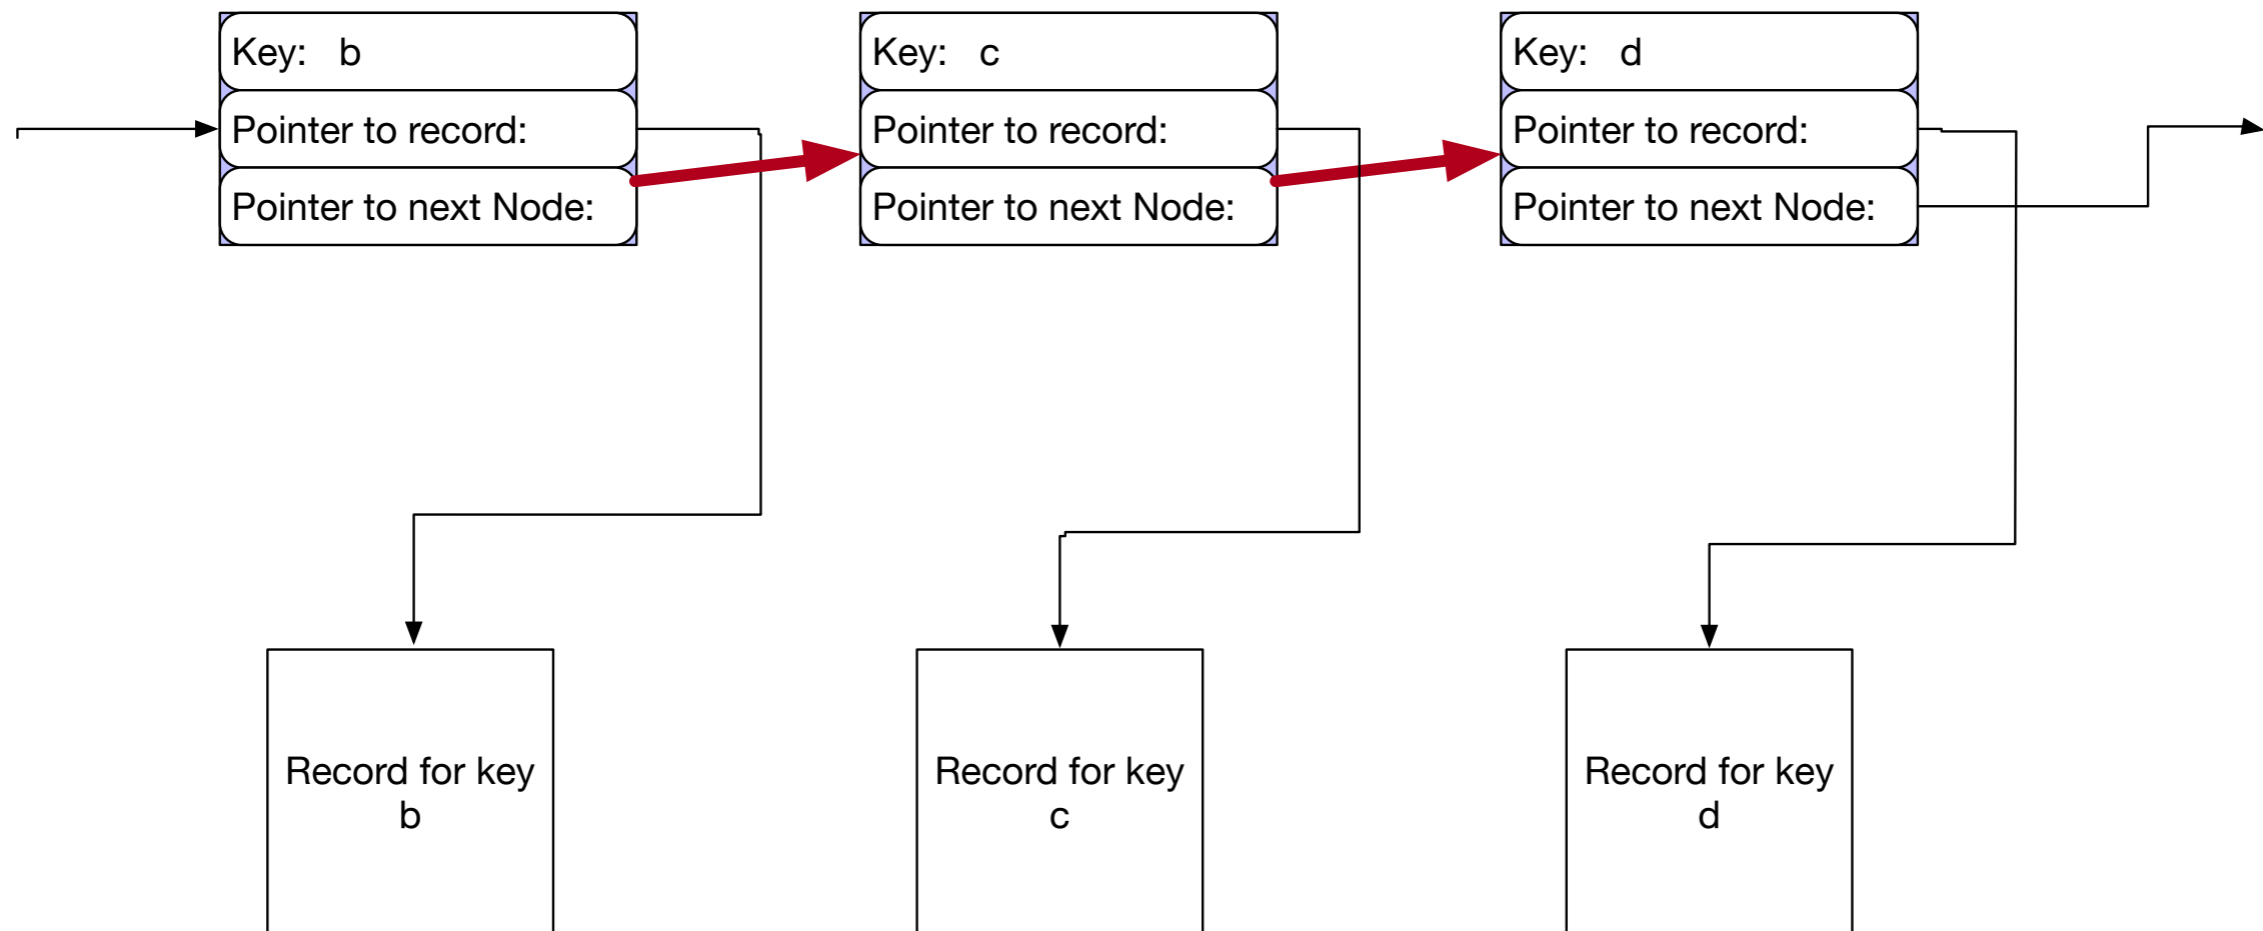 Key: b
Pointer to record:
Pointer to next Node:
Key: c
Pointer to record:
Pointer to next Node:
Key: d
Pointer to record:
Pointer to next Node:
Record for key
b
Record for key
c
Record for key
d